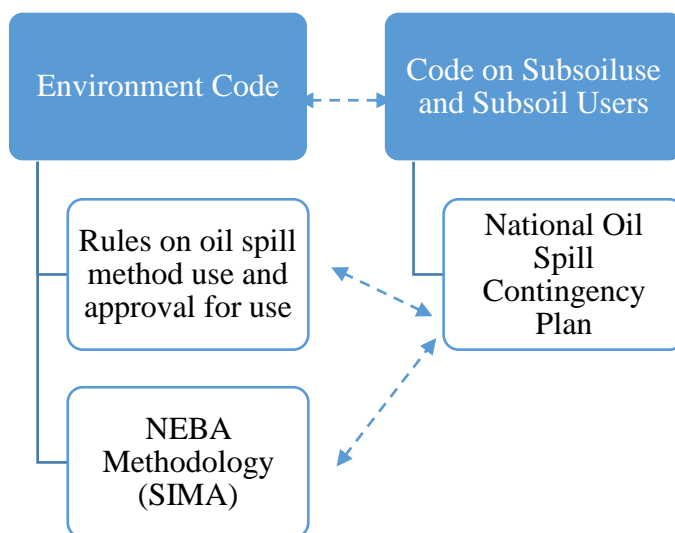 Environment Code
Code on Subsoiluse
and Subsoil Users
Rules on oil spill
method use and
approval for use
National Oil
Spill
Contingency
Plan
NEBA
Methodology
(SIMA)